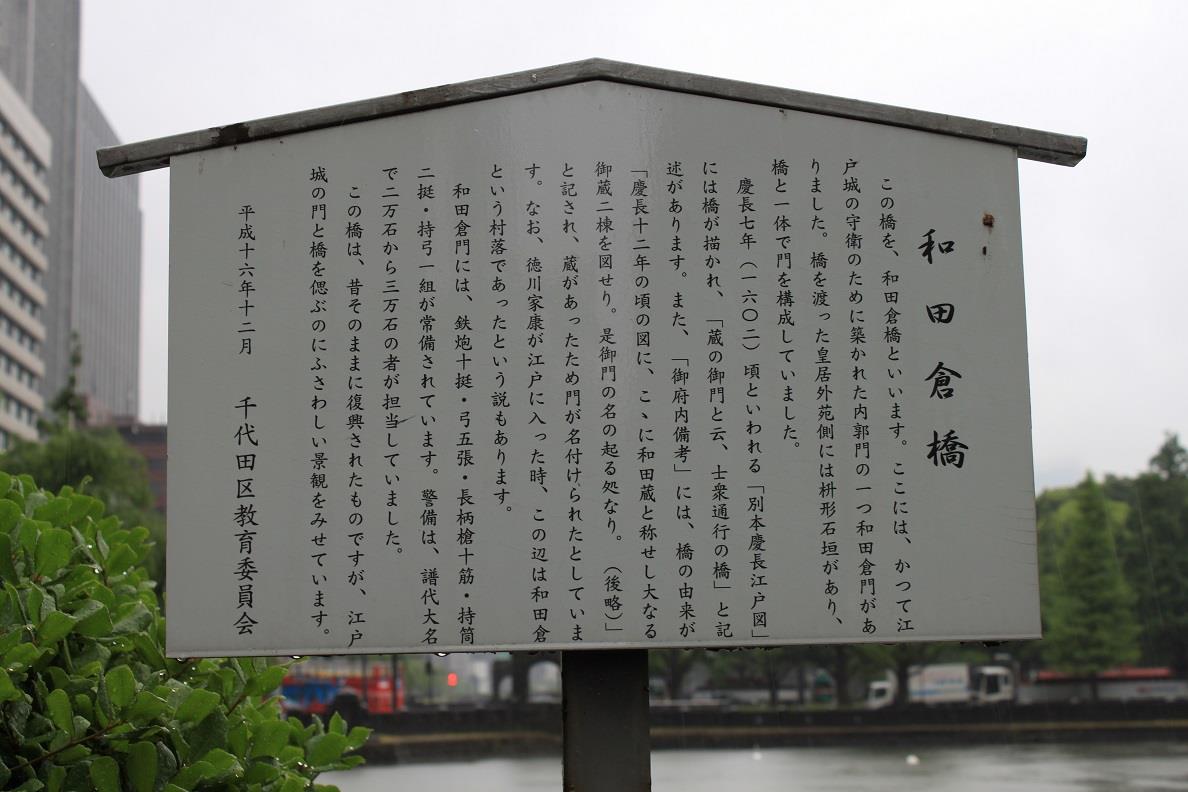 和田倉橋
この橋を、和田倉橋といいます。ここには、かつて江
戸城の守衛のために築かれた内郭門の一つ和田倉門があ
りました。橋を渡った皇居外苑側には枡形石垣があり、
橋と一体で門を構成していました。
慶長七年（一六〇二）頃といわれる「別本慶長江戸図」
には橋が描かれ、「蔵の御門と云、士衆通行の橋」と記
述があります。また、「御府内備考」には、橋の由来が
「慶長十二年の頃の図に、こゝに和田蔵と称せし大なる
御蔵二棟を図せり。是御門の名の起る処なり。（後略）」
と記され、蔵があったため門が名付けられたとしていま
す。なお、徳川家康が江戸に入った時、この辺は和田倉
という村落であったという説もあります。
和田倉門には、鉄炮十挺・弓五張・長柄槍十筋・持筒
二挺・持弓一組が常備されています。警備は、譜代大名
で二万石から三万石の者が担当していました。
この橋は、昔そのままに復興されたものですが、江戸
城の門と橋を偲ぶのにふさわしい景観をみせています。
平成十六年十二月　千代田区教育委員会